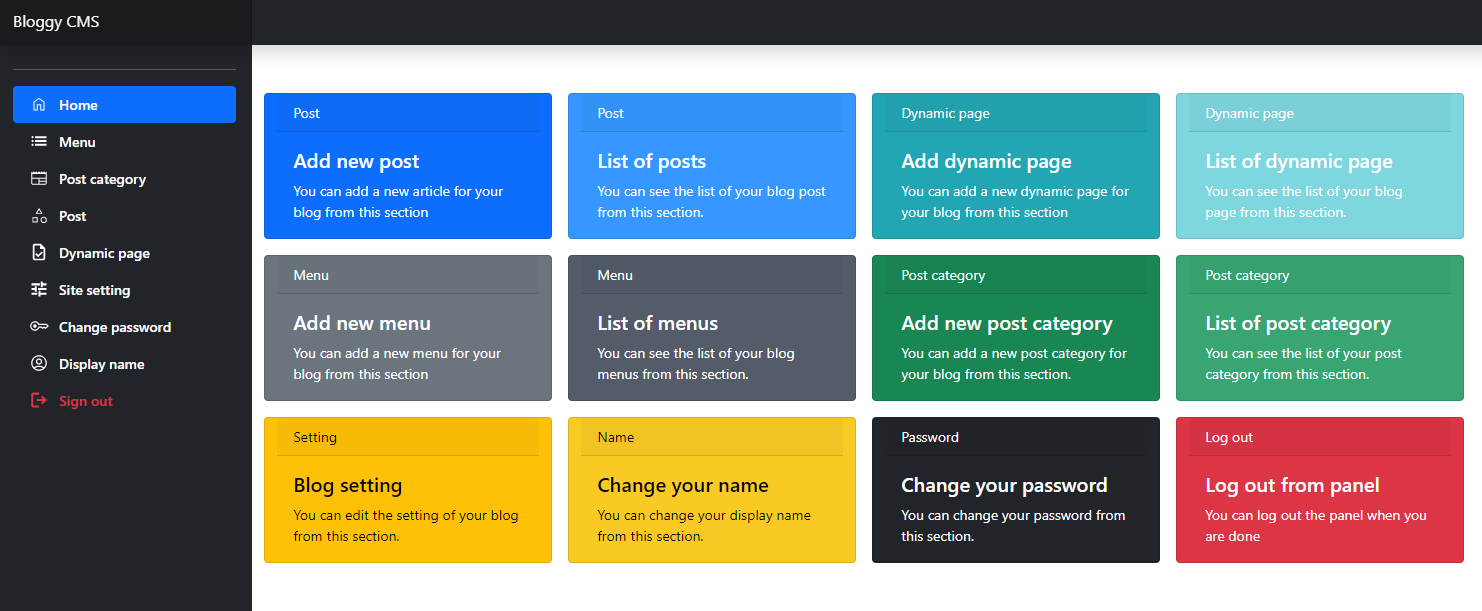 Bloggy CMS
Home
Menu
Post category
Post
Dynamic page
Site setting
Change password
Display name
Sign out
Post
Add new post
You can add a new article for your
blog from this section
Post
List of posts
You can see the list of your blog post
from this section.
Dynamic page
Add dynamic page
You can add a new dynamic page for
your blog from this section
Dynamic page
List of dynamic page
You can see the list of your blog
page from this section.
Menu
Add new menu
You can add a new menu for your
blog from this section
Menu
List of menus
You can see the list of your blog
menus from this section.
Post category
Add new post category
You can add a new post category for
your blog from this section.
Post category
List of post category
You can see the list of your post
category from this section.
Setting
Blog setting
You can edit the setting of your blog
from this section.
Name
Change your name
You can change your display name
from this section.
Password
Change your password
You can change your password from
this section.
Log out
Log out from panel
You can log out the panel when you
are done